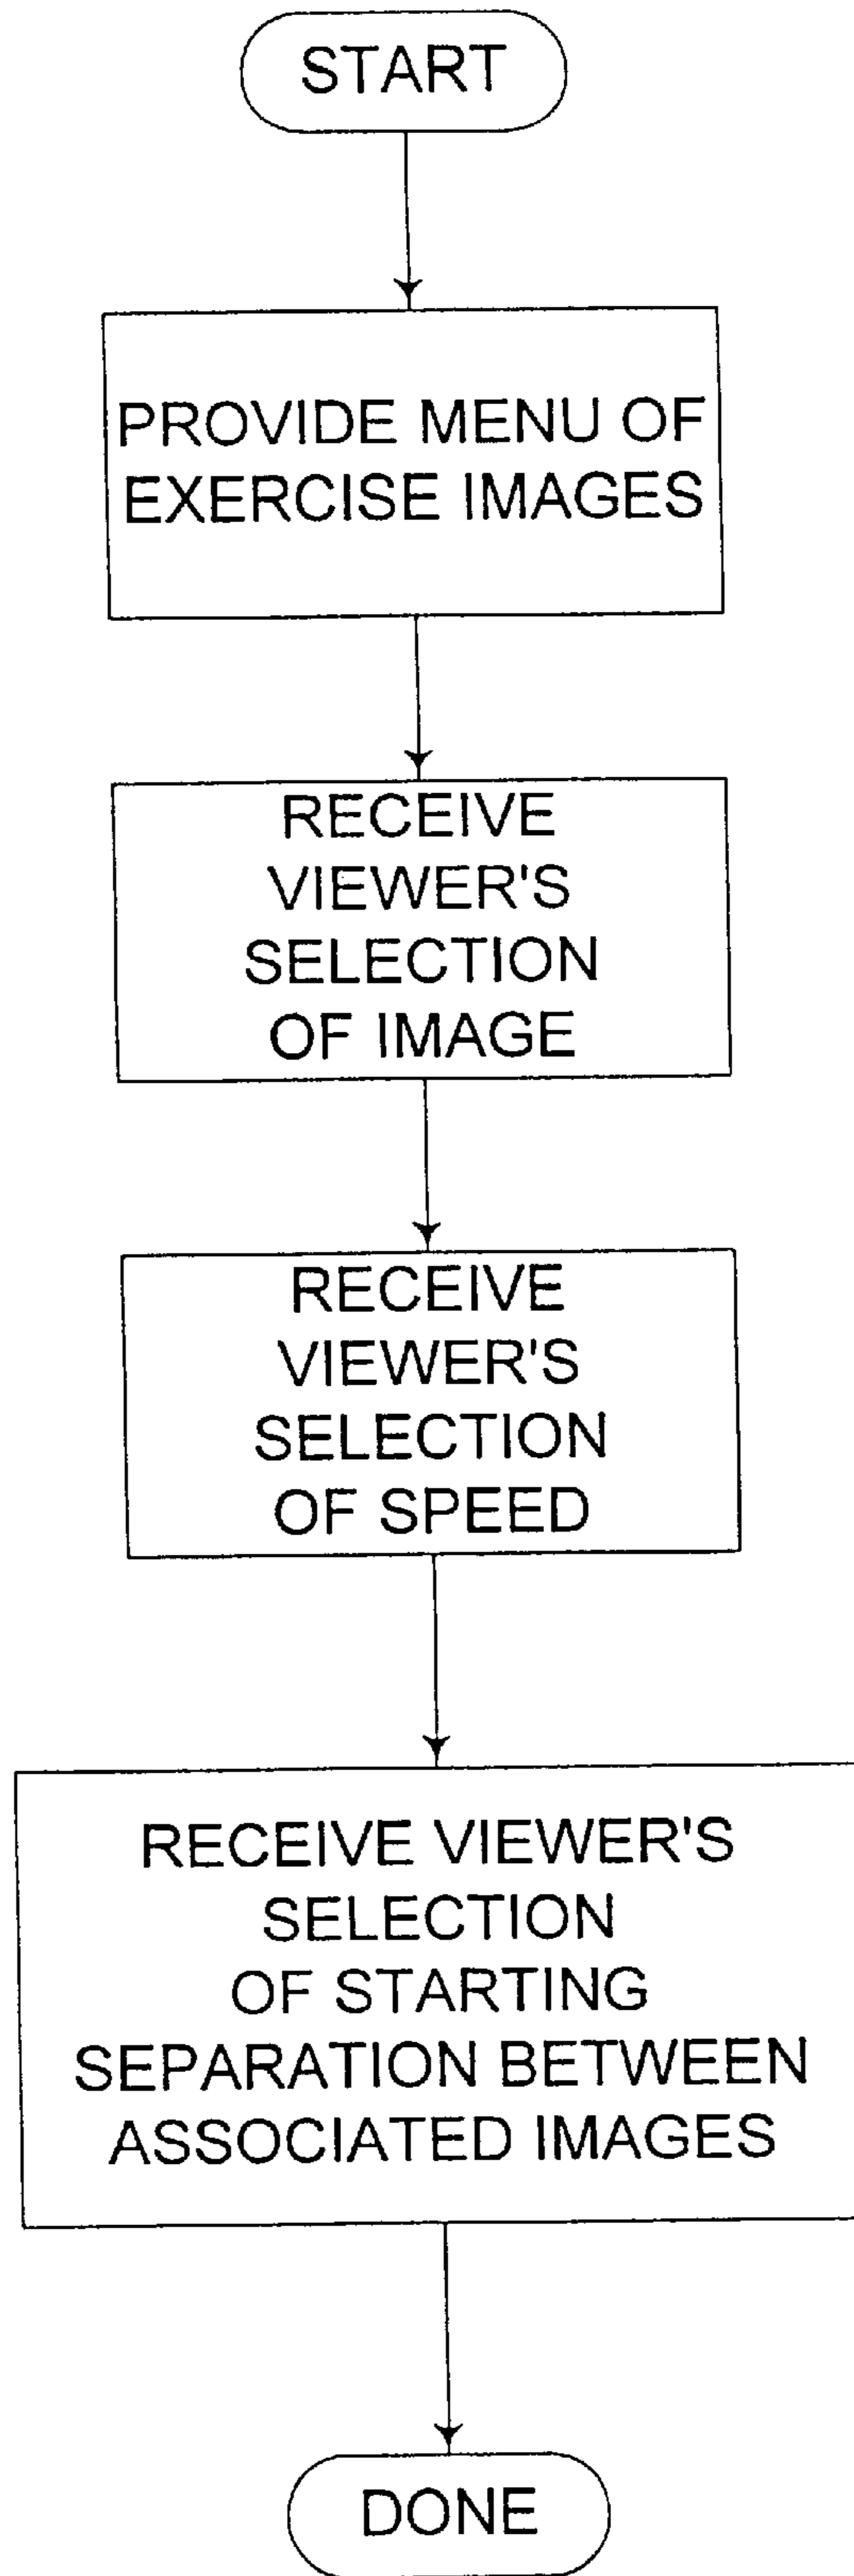 START
PROVIDE MENU OF
EXERCISE IMAGES
RECEIVE
VIEWER'S
SELECTION
OF IMAGE
RECEIVE
VIEWER'S
SELECTION
OF SPEED
RECEIVE VIEWER'S
SELECTION
OF STARTING
SEPARATION BETWEEN
ASSOCIATED IMAGES
DONE